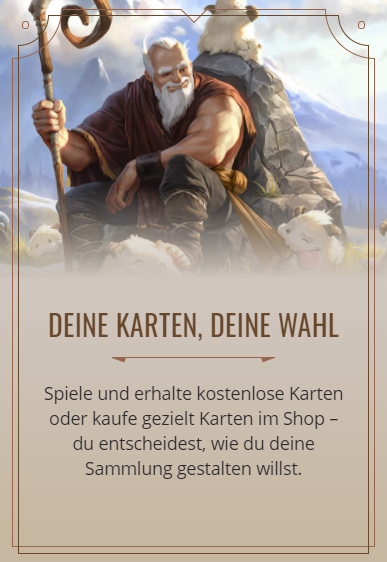 DEINE KARTEN, DEINE WAHL
Spiele und erhalte kostenlose Karten
oder kaufe gezielt Karten im Shop –
du entscheidest, wie du deine
Sammlung gestalten willst.